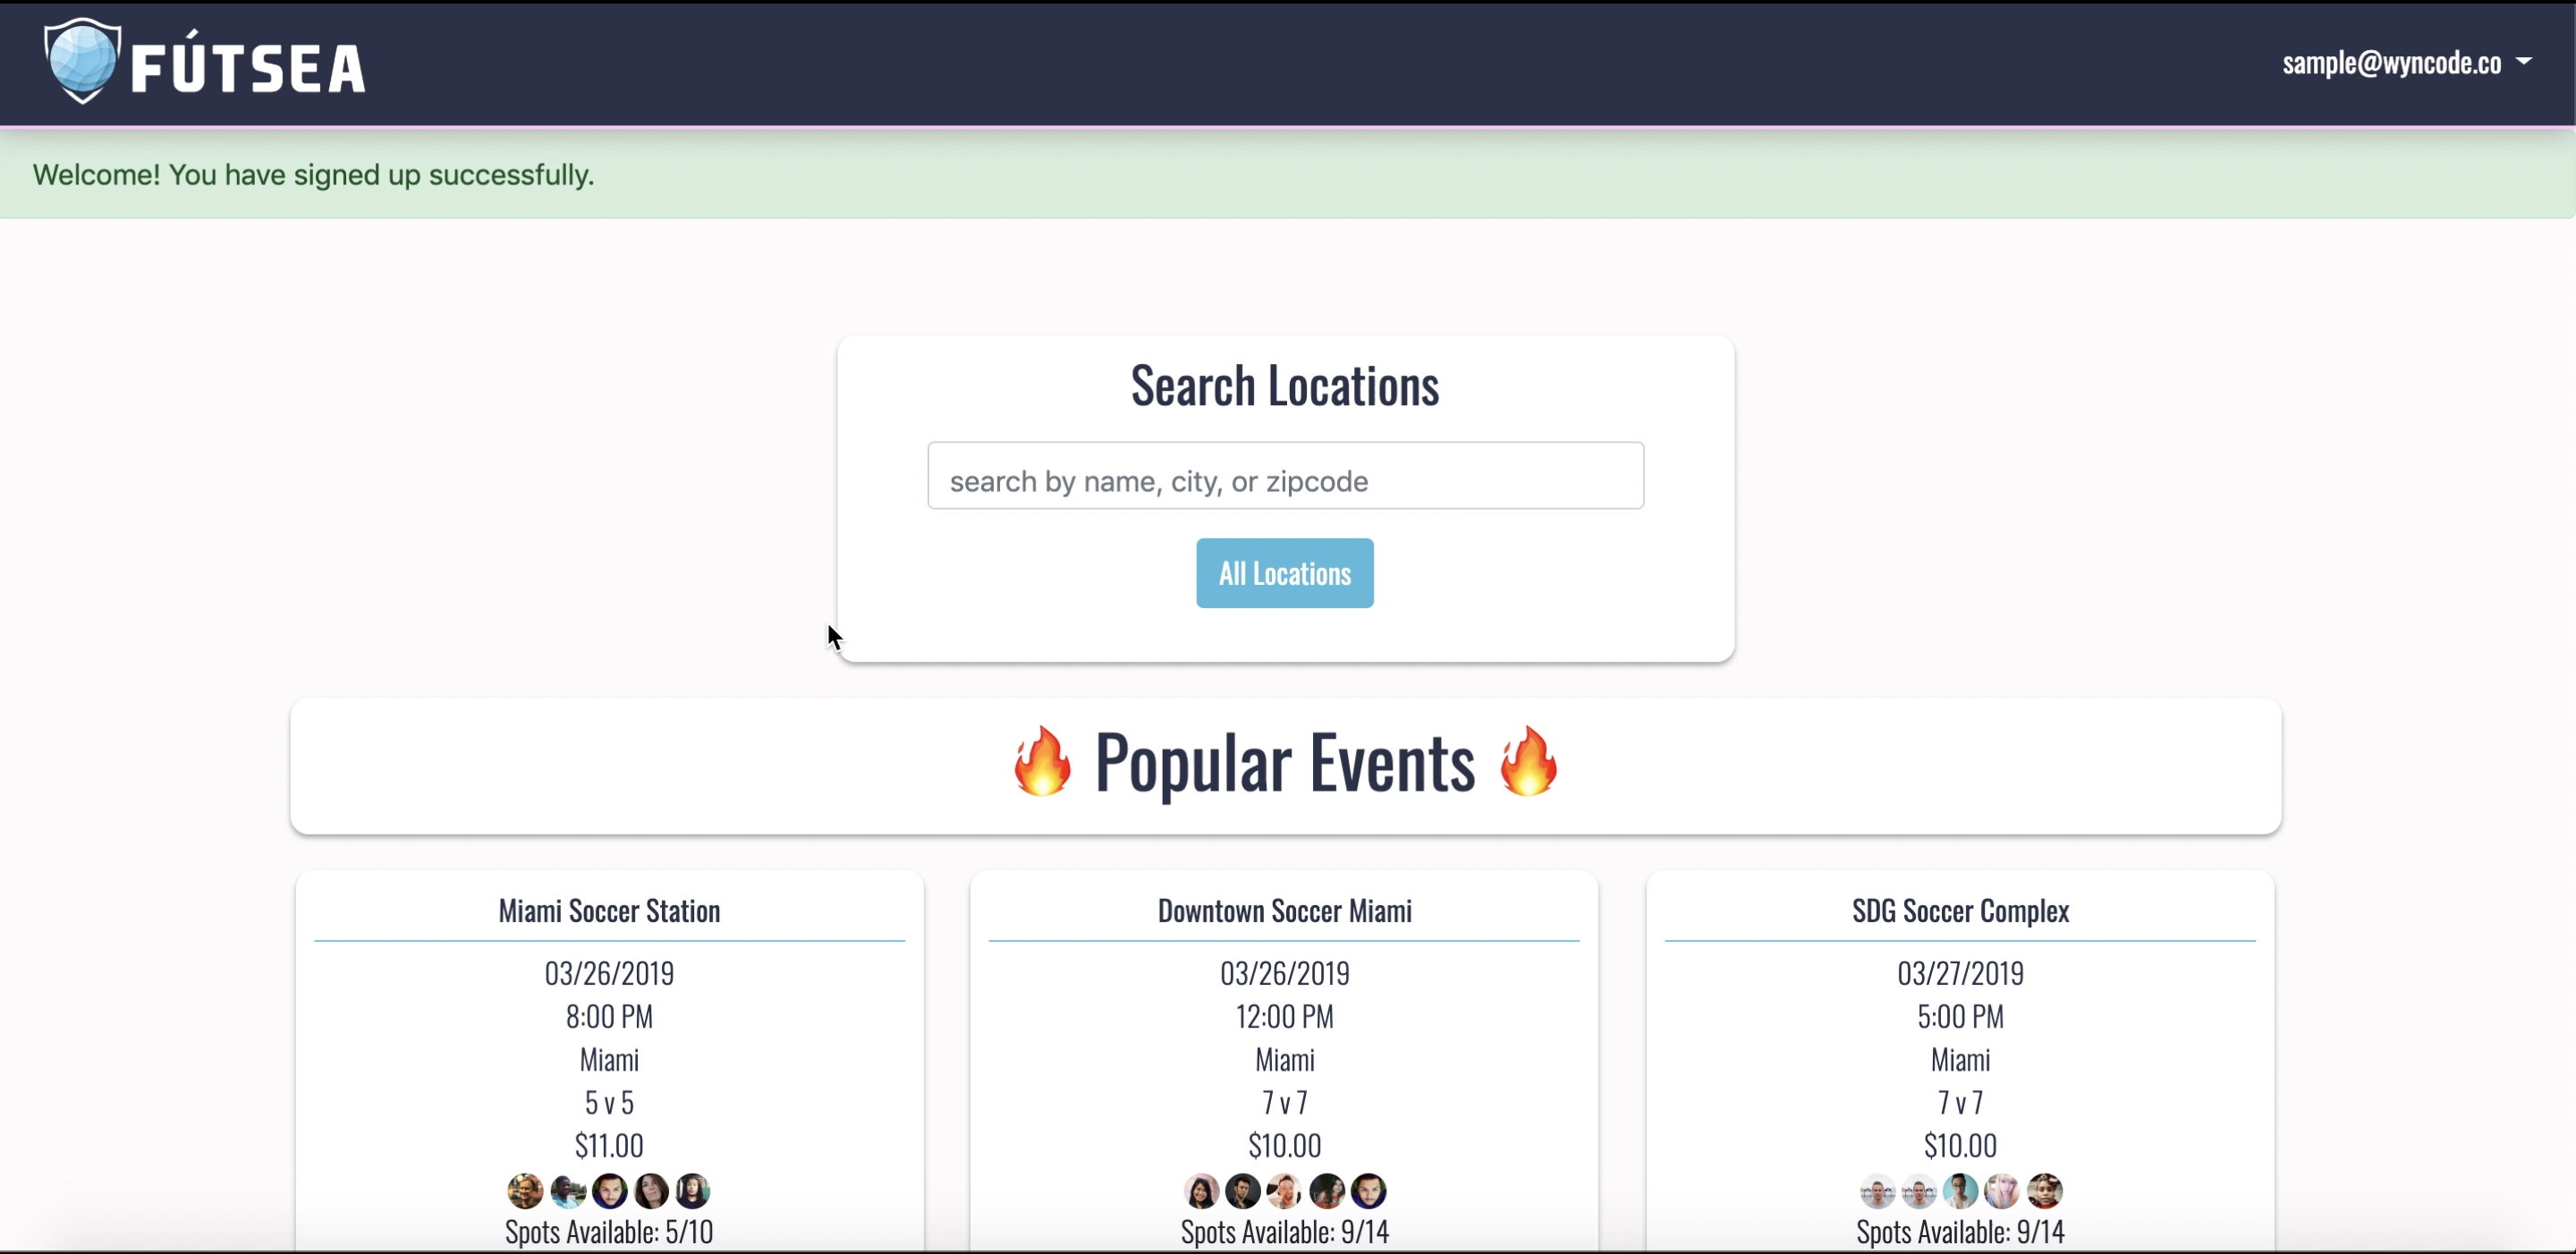 FÚTSEA
sample@wyncode.co
Welcome! You have signed up successfully.
Search Locations
search by name, city, or zipcode
All Locations
🔥 Popular Events 🔥
Miami Soccer Station
03/26/2019
8:00 PM
Miami
5 v 5
$11.00
Spots Available: 5/10
Downtown Soccer Miami
03/26/2019
12:00 PM
Miami
7 v 7
$10.00
Spots Available: 9/14
SDG Soccer Complex
03/27/2019
5:00 PM
Miami
7 v 7
$10.00
Spots Available: 9/14